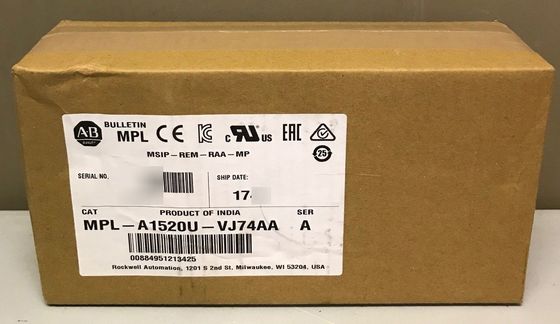 AB
BULLETIN
MPL CE C UL US EAC
MSIP-REM-RAA-MP
25
SERIAL NO.
SHIP DATE:
17
CAT PRODUCT OF INDIA SER
MPL-A1520U-VJ74AA A
00884951213425
Rockwell Automation, 1201 S 2nd St. Milwaukee, WI 53204, USA